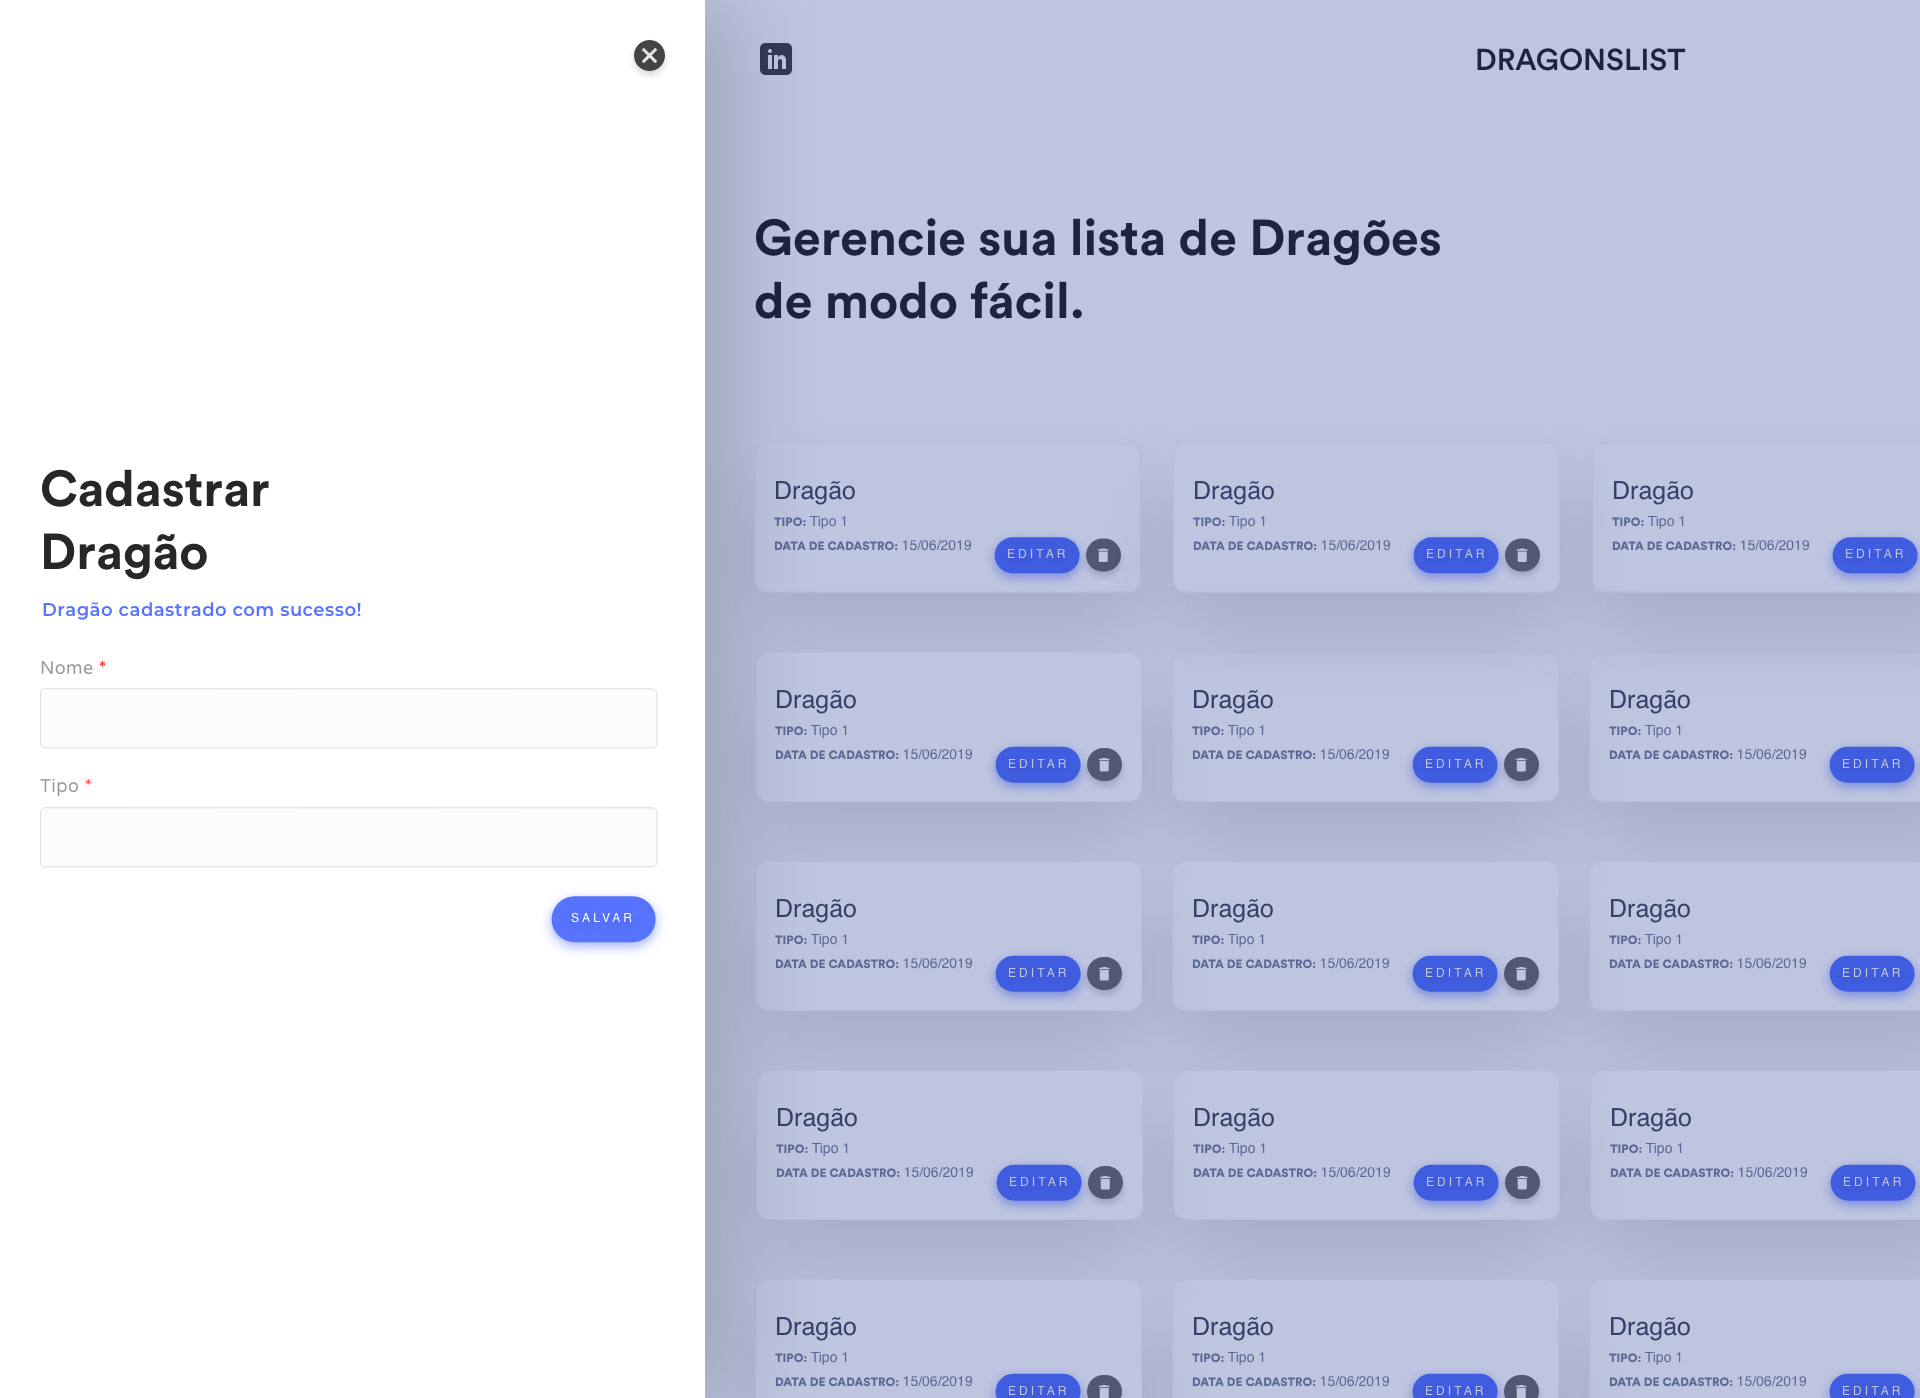 Cadastrar
Dragão
Dragão cadastrado com sucesso!
Nome *
Tipo *
SALVAR
in
DRAGONSLIST
Gerencie sua lista de Dragões
de modo fácil.
Dragão
TIPO: Tipo 1
DATA DE CADASTRO: 15/06/2019
EDITAR
Dragão
TIPO: Tipo 1
DATA DE CADASTRO: 15/06/2019
EDITAR
Dragão
TIPO: Tipo 1
DATA DE CADASTRO: 15/06/2019
EDITAR
Dragão
TIPO: Tipo 1
DATA DE CADASTRO: 15/06/2019
EDITAR
Dragão
TIPO: Tipo 1
DATA DE CADASTRO: 15/06/2019
EDITAR
Dragão
TIPO: Tipo 1
DATA DE CADASTRO: 15/06/2019
EDITAR
Dragão
TIPO: Tipo 1
DATA DE CADASTRO: 15/06/2019
EDITAR
Dragão
TIPO: Tipo 1
DATA DE CADASTRO: 15/06/2019
EDITAR
Dragão
TIPO: Tipo 1
DATA DE CADASTRO: 15/06/2019
EDITAR
Dragão
TIPO: Tipo 1
DATA DE CADASTRO: 15/06/2019
EDITAR
Dragão
TIPO: Tipo 1
DATA DE CADASTRO: 15/06/2019
EDITAR
Dragão
TIPO: Tipo 1
DATA DE CADASTRO: 15/06/2019
EDITAR
Dragão
TIPO: Tipo 1
DATA DE CADASTRO: 15/06/2019
EDITAR
Dragão
TIPO: Tipo 1
DATA DE CADASTRO: 15/06/2019
EDITAR
Dragão
TIPO: Tipo 1
DATA DE CADASTRO: 15/06/2019
EDITAR